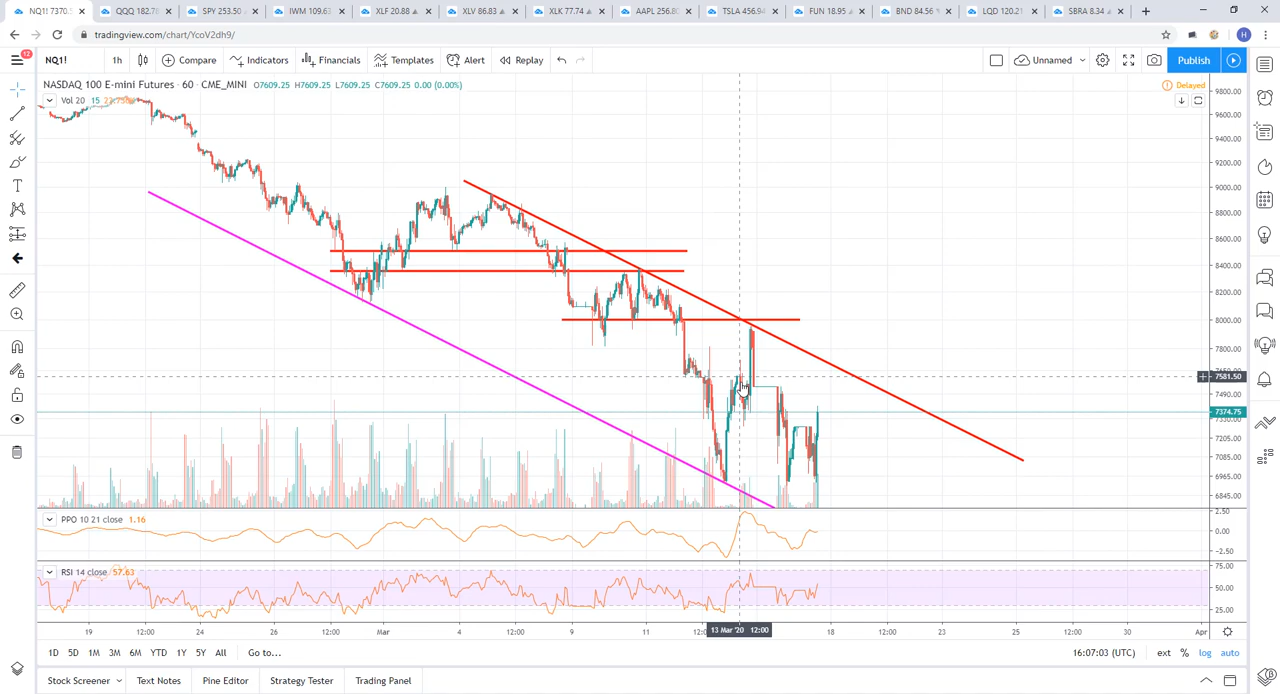 NQ1! 7370.5
QQQ 182.78
SPY 253.50
IWM 109.63
XLF 20.88
XLV 86.83
XLK 77.74
AAPL 256.80
TSLA 456.94
FUN 18.95
BND 84.56
LQD 120.21
SBRA 8.34
tradingview.com/chart/YcoV2dh9/
H
12
NQ1!
1h
Compare
Indicators
Financials
Templates
Alert
Replay
Unnamed
Publish
NASDAQ 100 E-mini Futures · 60 · CME_MINI O7609.25 H7609.25 L7609.25 C7609.25 0.00 (0.00%)
Delayed
Vol 20 15
9800.00
9600.00
9400.00
9200.00
9000.00
8800.00
8600.00
8400.00
8200.00
8000.00
7800.00
7581.50
7490.00
7374.75
7205.00
7085.00
6965.00
6845.00
PPO 10 21 close 1.16
2.50
0.00
−2.50
RSI 14 close 57.63
75.00
50.00
25.00
19 12:00 24 26 12:00 Mar 4 12:00 9 11 13 Mar '20 12:00 18 12:00 23 25 12:00 30 Apr
1D 5D 1M 3M 6M YTD 1Y 5Y All Go to...
16:07:03 (UTC) ext % log auto
Stock Screener Text Notes Pine Editor Strategy Tester Trading Panel